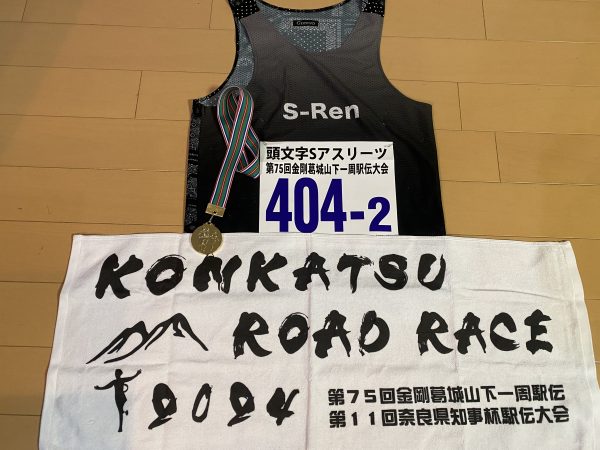 S-Ren
頭文字Sアスリーツ
第75回金剛葛城山下一周駅伝大会
404-2
KONKATSU
ROAD RACE
2024
第75回金剛葛城山下一周駅伝
第11回奈良県知事杯駅伝大会